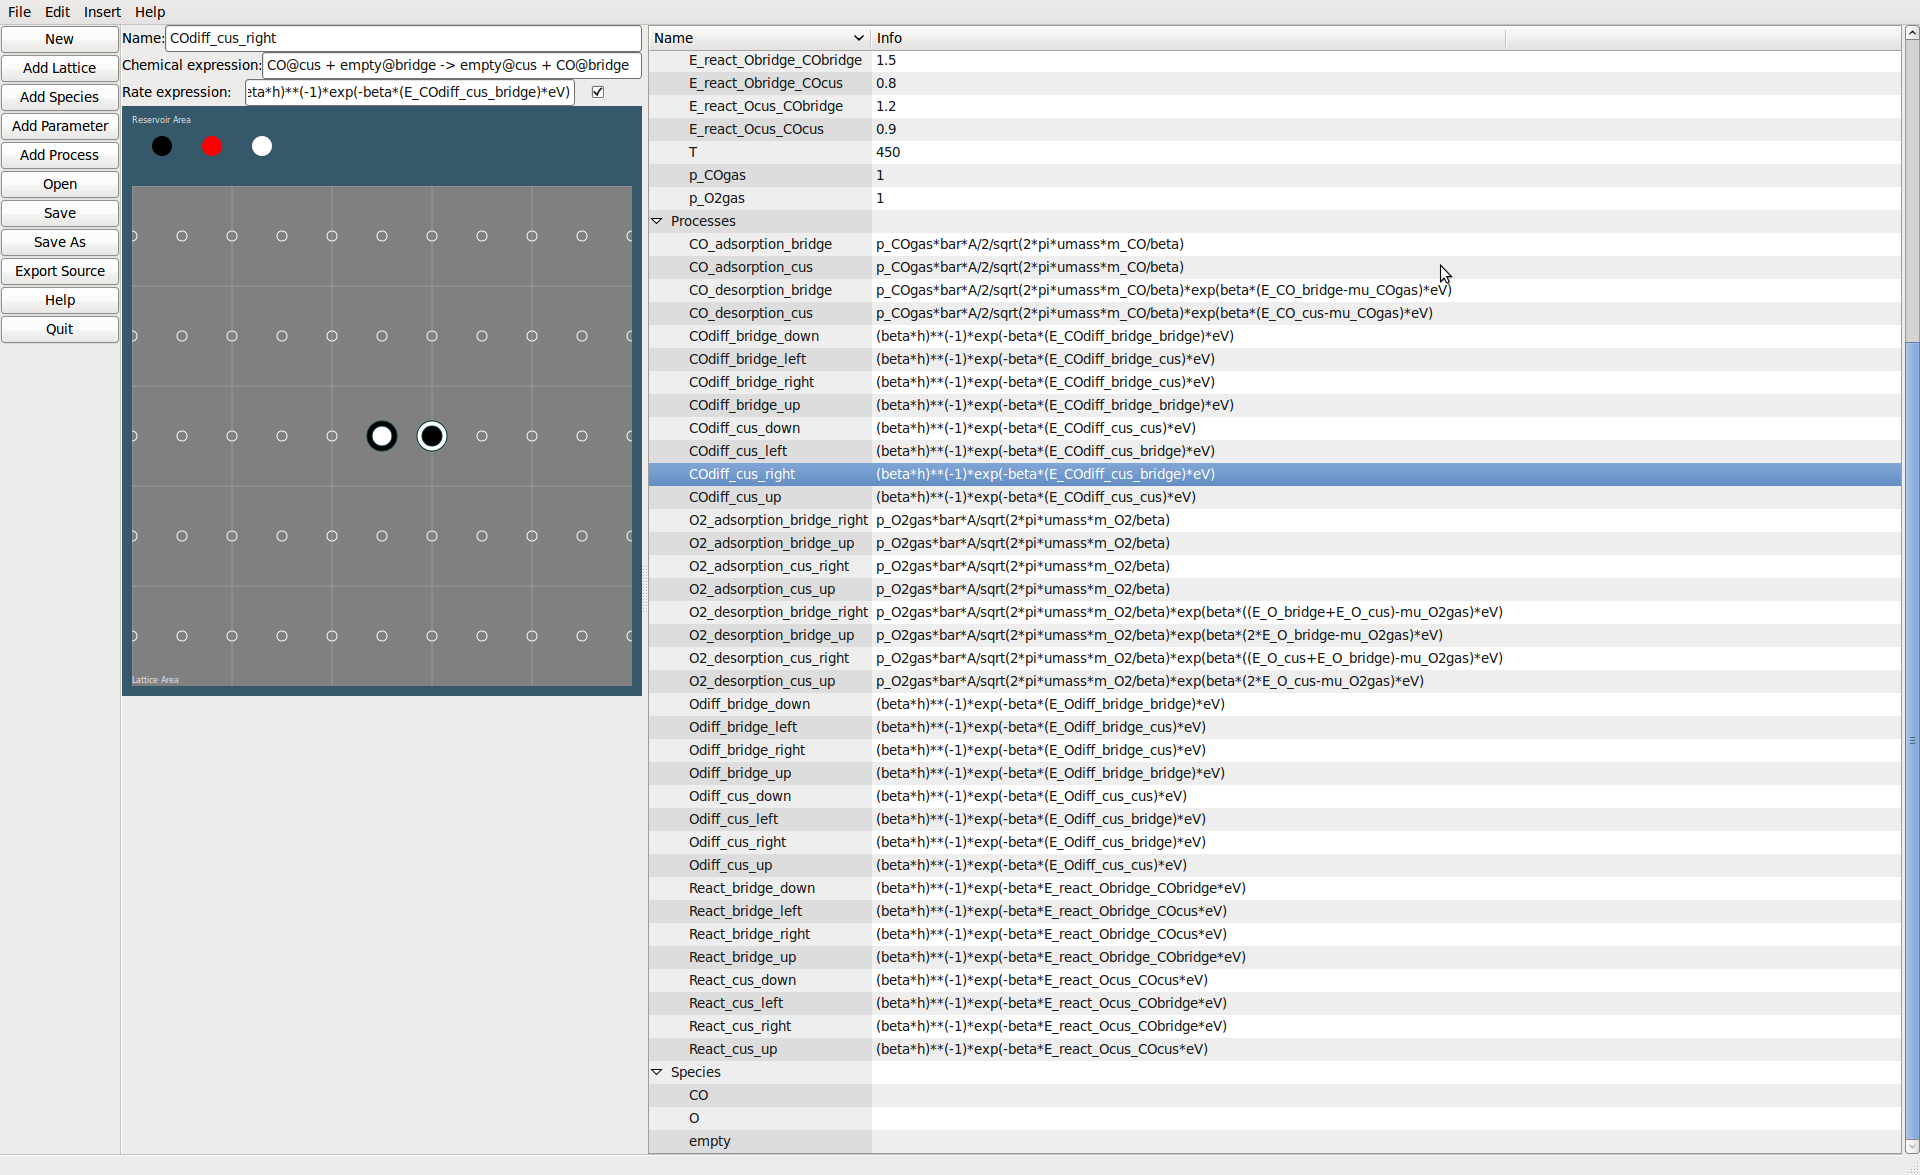 File Edit Insert Help
New
Add Lattice
Add Species
Add Parameter
Add Process
Open
Save
Save As
Export Source
Help
Quit
Name: COdiff_cus_right
Chemical expression: CO@cus + empty@bridge -> empty@cus + CO@bridge
Rate expression: eta*h)**(-1)*exp(-beta*(E_COdiff_cus_bridge)*eV)
Reservoir Area
Lattice Area
Name Info
E_react_Obridge_CObridge 1.5
E_react_Obridge_COcus 0.8
E_react_Ocus_CObridge 1.2
E_react_Ocus_COcus 0.9
T 450
p_COgas 1
p_O2gas 1
Processes
CO_adsorption_bridge p_COgas*bar*A/2/sqrt(2*pi*umass*m_CO/beta)
CO_adsorption_cus p_COgas*bar*A/2/sqrt(2*pi*umass*m_CO/beta)
CO_desorption_bridge p_COgas*bar*A/2/sqrt(2*pi*umass*m_CO/beta)*exp(beta*(E_CO_bridge-mu_COgas)*eV)
CO_desorption_cus p_COgas*bar*A/2/sqrt(2*pi*umass*m_CO/beta)*exp(beta*(E_CO_cus-mu_COgas)*eV)
COdiff_bridge_down (beta*h)**(-1)*exp(-beta*(E_COdiff_bridge_bridge)*eV)
COdiff_bridge_left (beta*h)**(-1)*exp(-beta*(E_COdiff_bridge_cus)*eV)
COdiff_bridge_right (beta*h)**(-1)*exp(-beta*(E_COdiff_bridge_cus)*eV)
COdiff_bridge_up (beta*h)**(-1)*exp(-beta*(E_COdiff_bridge_bridge)*eV)
COdiff_cus_down (beta*h)**(-1)*exp(-beta*(E_COdiff_cus_cus)*eV)
COdiff_cus_left (beta*h)**(-1)*exp(-beta*(E_COdiff_cus_bridge)*eV)
COdiff_cus_right (beta*h)**(-1)*exp(-beta*(E_COdiff_cus_bridge)*eV)
COdiff_cus_up (beta*h)**(-1)*exp(-beta*(E_COdiff_cus_cus)*eV)
O2_adsorption_bridge_right p_O2gas*bar*A/sqrt(2*pi*umass*m_O2/beta)
O2_adsorption_bridge_up p_O2gas*bar*A/sqrt(2*pi*umass*m_O2/beta)
O2_adsorption_cus_right p_O2gas*bar*A/sqrt(2*pi*umass*m_O2/beta)
O2_adsorption_cus_up p_O2gas*bar*A/sqrt(2*pi*umass*m_O2/beta)
O2_desorption_bridge_right p_O2gas*bar*A/sqrt(2*pi*umass*m_O2/beta)*exp(beta*((E_O_bridge+E_O_cus)-mu_O2gas)*eV)
O2_desorption_bridge_up p_O2gas*bar*A/sqrt(2*pi*umass*m_O2/beta)*exp(beta*(2*E_O_bridge-mu_O2gas)*eV)
O2_desorption_cus_right p_O2gas*bar*A/sqrt(2*pi*umass*m_O2/beta)*exp(beta*((E_O_cus+E_O_bridge)-mu_O2gas)*eV)
O2_desorption_cus_up p_O2gas*bar*A/sqrt(2*pi*umass*m_O2/beta)*exp(beta*(2*E_O_cus-mu_O2gas)*eV)
Odiff_bridge_down (beta*h)**(-1)*exp(-beta*(E_Odiff_bridge_bridge)*eV)
Odiff_bridge_left (beta*h)**(-1)*exp(-beta*(E_Odiff_bridge_cus)*eV)
Odiff_bridge_right (beta*h)**(-1)*exp(-beta*(E_Odiff_bridge_cus)*eV)
Odiff_bridge_up (beta*h)**(-1)*exp(-beta*(E_Odiff_bridge_bridge)*eV)
Odiff_cus_down (beta*h)**(-1)*exp(-beta*(E_Odiff_cus_cus)*eV)
Odiff_cus_left (beta*h)**(-1)*exp(-beta*(E_Odiff_cus_bridge)*eV)
Odiff_cus_right (beta*h)**(-1)*exp(-beta*(E_Odiff_cus_bridge)*eV)
Odiff_cus_up (beta*h)**(-1)*exp(-beta*(E_Odiff_cus_cus)*eV)
React_bridge_down (beta*h)**(-1)*exp(-beta*E_react_Obridge_CObridge*eV)
React_bridge_left (beta*h)**(-1)*exp(-beta*E_react_Obridge_COcus*eV)
React_bridge_right (beta*h)**(-1)*exp(-beta*E_react_Obridge_COcus*eV)
React_bridge_up (beta*h)**(-1)*exp(-beta*E_react_Obridge_CObridge*eV)
React_cus_down (beta*h)**(-1)*exp(-beta*E_react_Ocus_COcus*eV)
React_cus_left (beta*h)**(-1)*exp(-beta*E_react_Ocus_CObridge*eV)
React_cus_right (beta*h)**(-1)*exp(-beta*E_react_Ocus_CObridge*eV)
React_cus_up (beta*h)**(-1)*exp(-beta*E_react_Ocus_COcus*eV)
Species
CO
O
empty